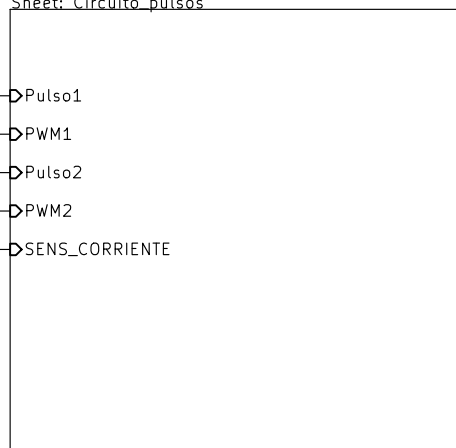 Sheet: Circuito_pulsos
Pulso1
PWM1
Pulso2
PWM2
SENS_CORRIENTE